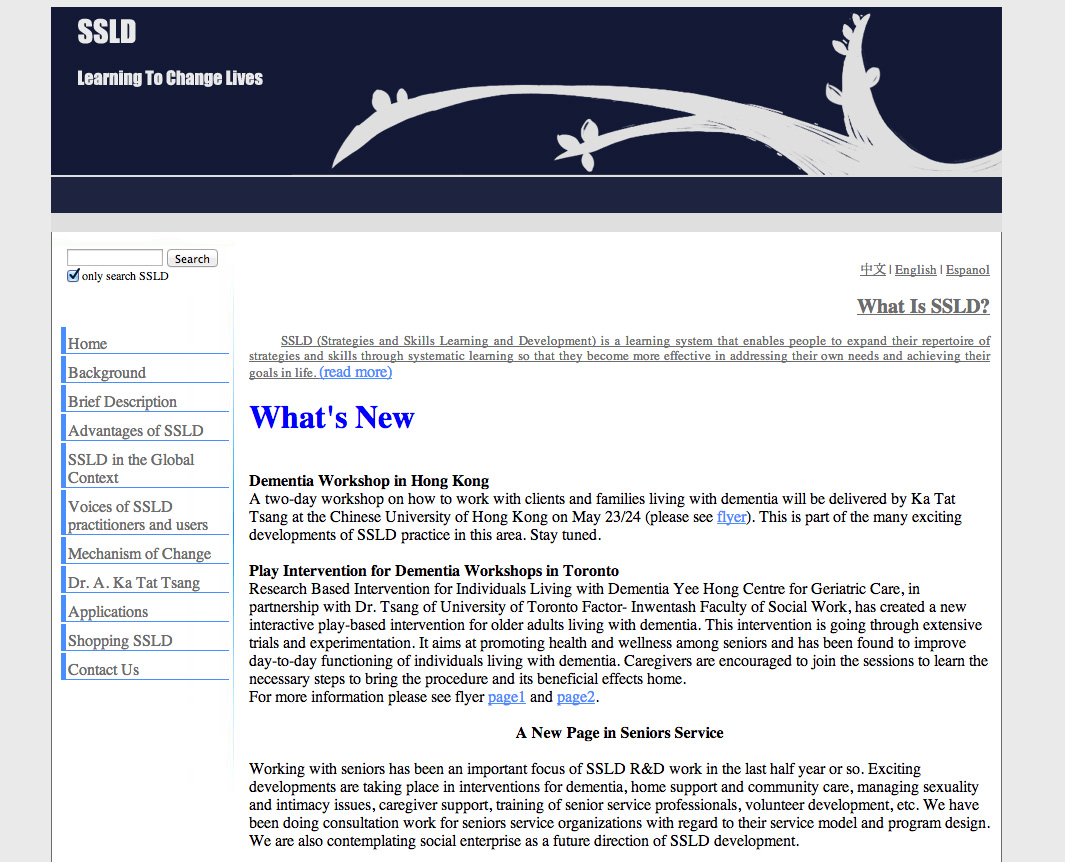 SSLD
Learning To Change Lives
Search
only search SSLD
中文 | English | Espanol
What Is SSLD?
Home
Background
Brief Description
Advantages of SSLD
SSLD in the Global
Context
Voices of SSLD
practitioners and users
Mechanism of Change
Dr. A. Ka Tat Tsang
Applications
Shopping SSLD
Contact Us
SSLD (Strategies and Skills Learning and Development) is a learning system that enables people to expand their repertoire of
strategies and skills through systematic learning so that they become more effective in addressing their own needs and achieving their
goals in life. (read more)
What's New
Dementia Workshop in Hong Kong
A two-day workshop on how to work with clients and families living with dementia will be delivered by Ka Tat
Tsang at the Chinese University of Hong Kong on May 23/24 (please see flyer). This is part of the many exciting
developments of SSLD practice in this area. Stay tuned.
Play Intervention for Dementia Workshops in Toronto
Research Based Intervention for Individuals Living with Dementia Yee Hong Centre for Geriatric Care, in
partnership with Dr. Tsang of University of Toronto Factor- Inwentash Faculty of Social Work, has created a new
interactive play-based intervention for older adults living with dementia. This intervention is going through extensive
trials and experimentation. It aims at promoting health and wellness among seniors and has been found to improve
day-to-day functioning of individuals living with dementia. Caregivers are encouraged to join the sessions to learn the
necessary steps to bring the procedure and its beneficial effects home.
For more information please see flyer page1 and page2.
A New Page in Seniors Service
Working with seniors has been an important focus of SSLD R&D work in the last half year or so. Exciting
developments are taking place in interventions for dementia, home support and community care, managing sexuality
and intimacy issues, caregiver support, training of senior service professionals, volunteer development, etc. We have
been doing consultation work for seniors service organizations with regard to their service model and program design.
We are also contemplating social enterprise as a future direction of SSLD development.